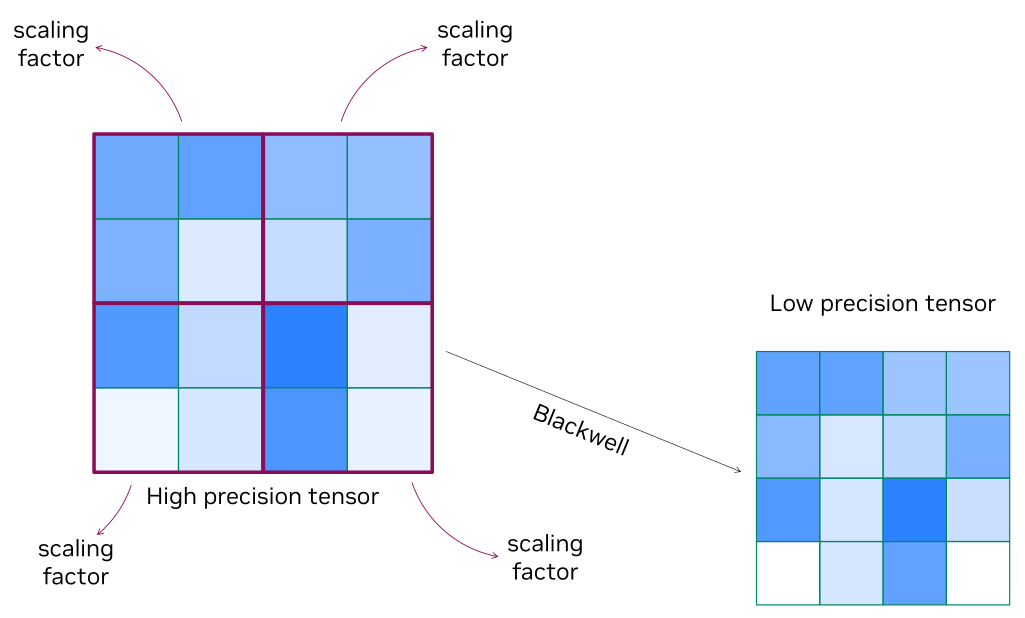 scaling
factor
scaling
factor
Low precision tensor
Blackwell
High precision tensor
scaling
factor
scaling
factor